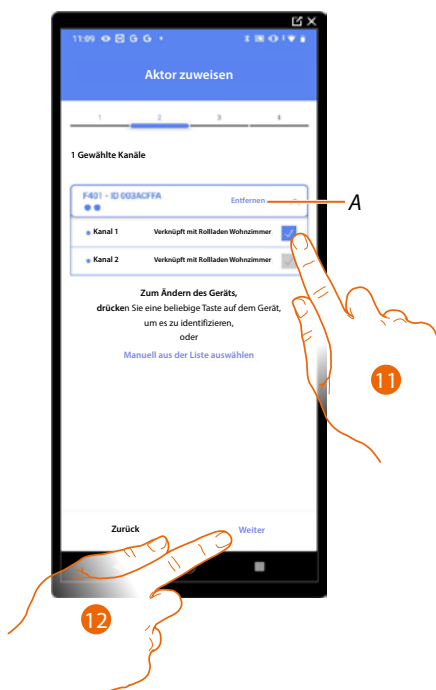 11:09 G G
Aktor zuweisen
1 2 3 4
1 Gewählte Kanäle
F401 - ID 003ACFFA
Entfernen
A
Kanal 1 Verknüpft mit Rollladen Wohnzimmer
Kanal 2 Verknüpft mit Rollladen Wohnzimmer
Zum Ändern des Geräts,
drücken Sie eine beliebige Taste auf dem Gerät,
um es zu identifizieren,
oder
Manuell aus der Liste auswählen
11
Zurück Weiter
12